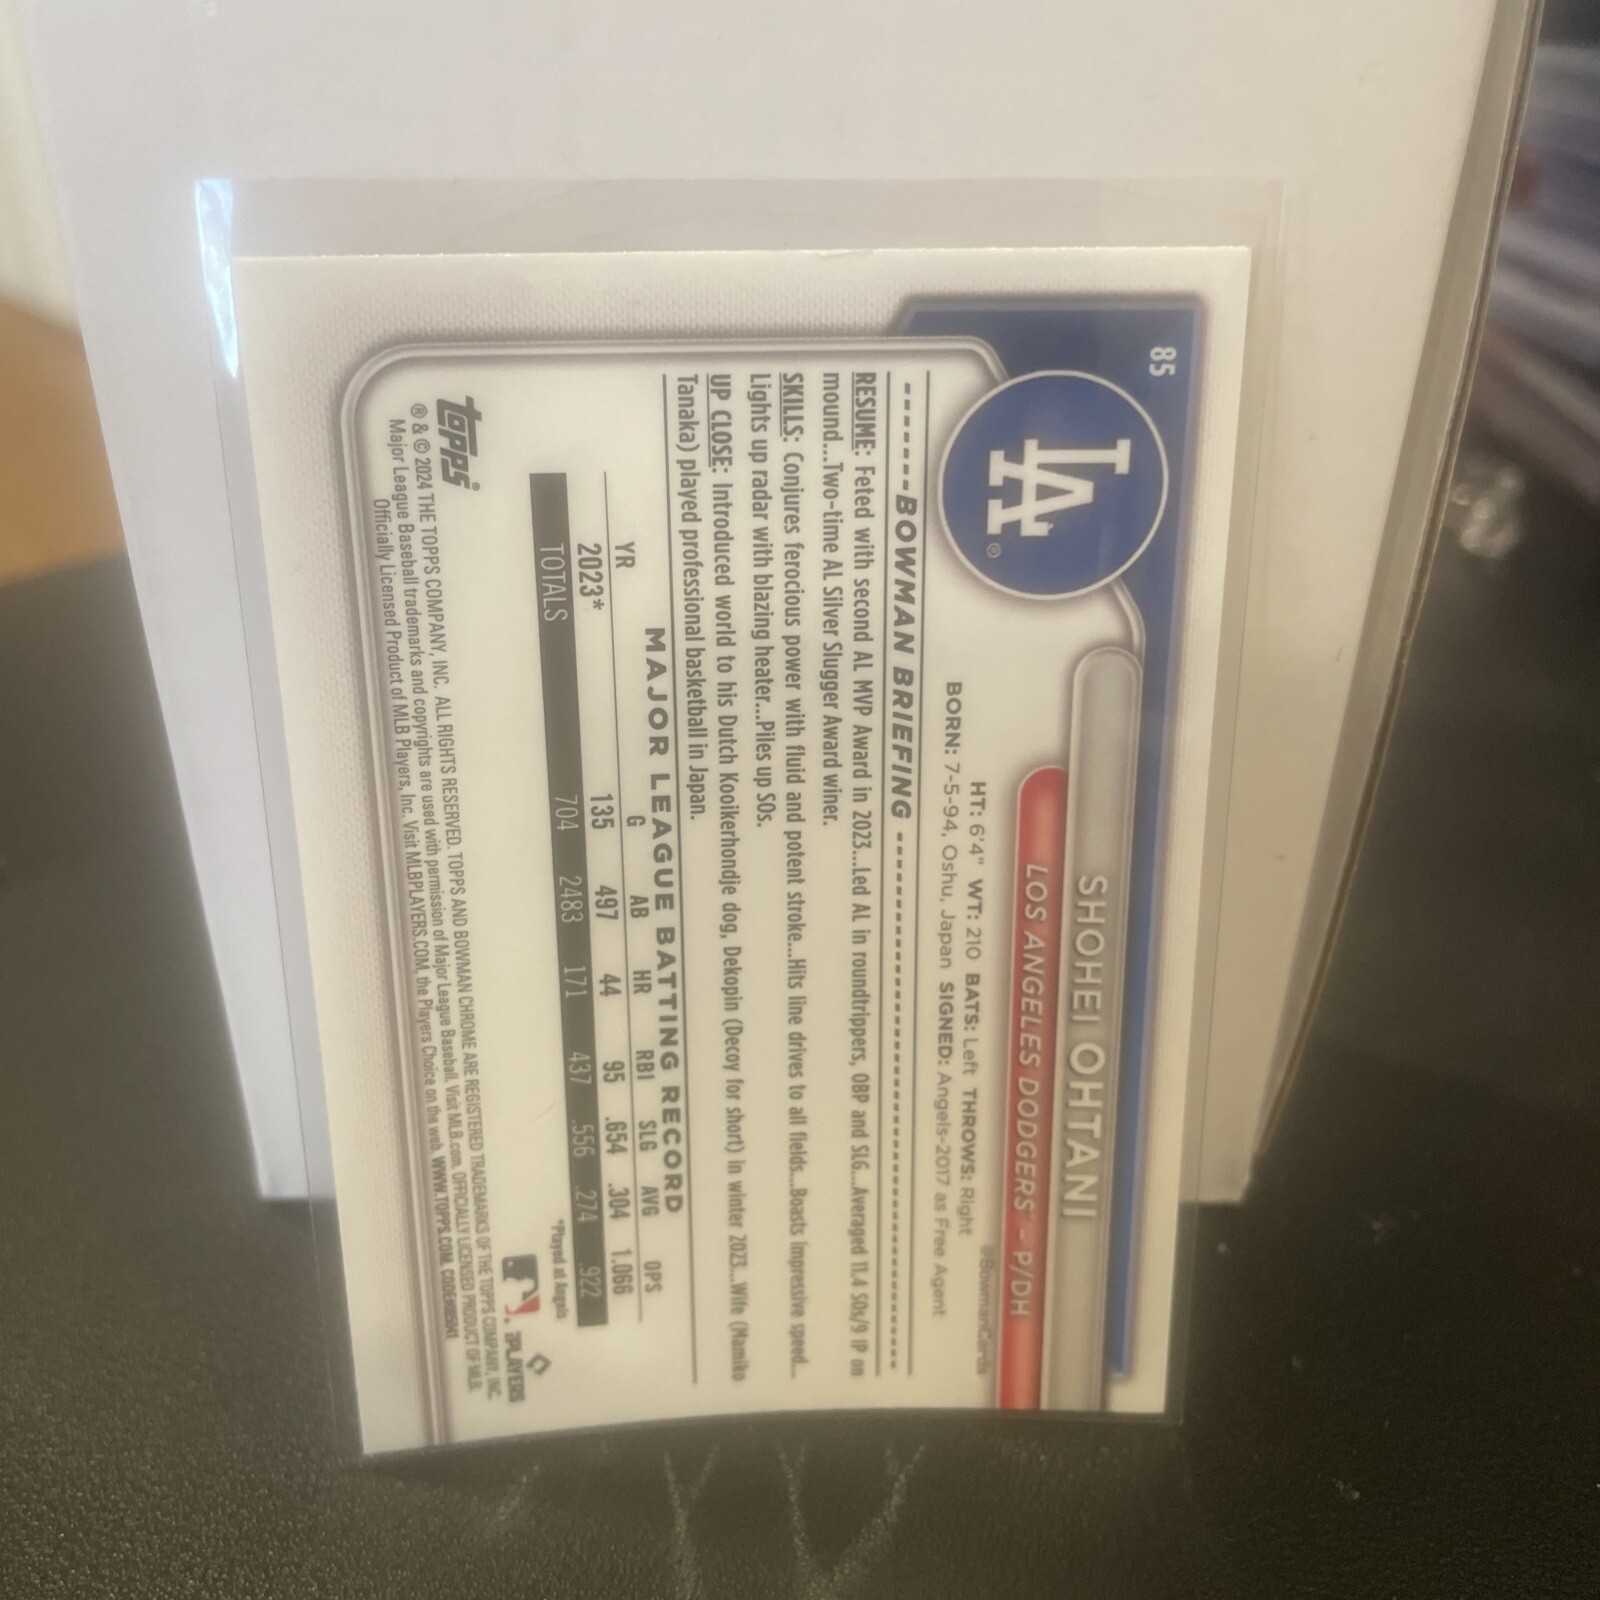 85
LA®
SHOHEI OHTANI
LOS ANGELES DODGERS® - P/DH
@BowmanCards
HT: 6'4" WT: 210 BATS: Left THROWS: Right
BORN: 7-5-94, Oshu, Japan SIGNED: Angels-2017 as Free Agent
BOWMAN BRIEFING
RESUME: Feted with second AL MVP Award in 2023...Led AL in roundtrippers, OBP and SLG...Averaged 11.4 SOs/9 IP on
mound...Two-time AL Silver Slugger Award winer.
SKILLS: Conjures ferocious power with fluid and potent stroke...Hits line drives to all fields...Boasts impressive speed...
Lights up radar with blazing heater...Piles up SOs.
UP CLOSE: Introduced world to his Dutch Kooikerhondje dog, Dekopin (Decoy for short) in winter 2023...Wife (Mamiko
Tanaka) played professional basketball in Japan.
MAJOR LEAGUE BATTING RECORD
YR G AB HR RBI SLG AVG OPS
2023* 135 497 44 95 .654 .304 1.066
TOTALS 704 2483 171 437 .556 .274 .922
*Played at Angels
topps®
PLAYERS
® & © 2024 THE TOPPS COMPANY, INC. ALL RIGHTS RESERVED. TOPPS AND BOWMAN CHROME ARE REGISTERED TRADEMARKS OF THE TOPPS COMPANY, INC.
Major League Baseball trademarks and copyrights are used with permission of Major League Baseball. Visit MLB.com. OFFICIALLY LICENSED PRODUCT OF MLB.
Officially Licensed Product of MLB Players, Inc. Visit MLBPLAYERS.COM, the Players Choice on the web. WWW.TOPPS.COM.